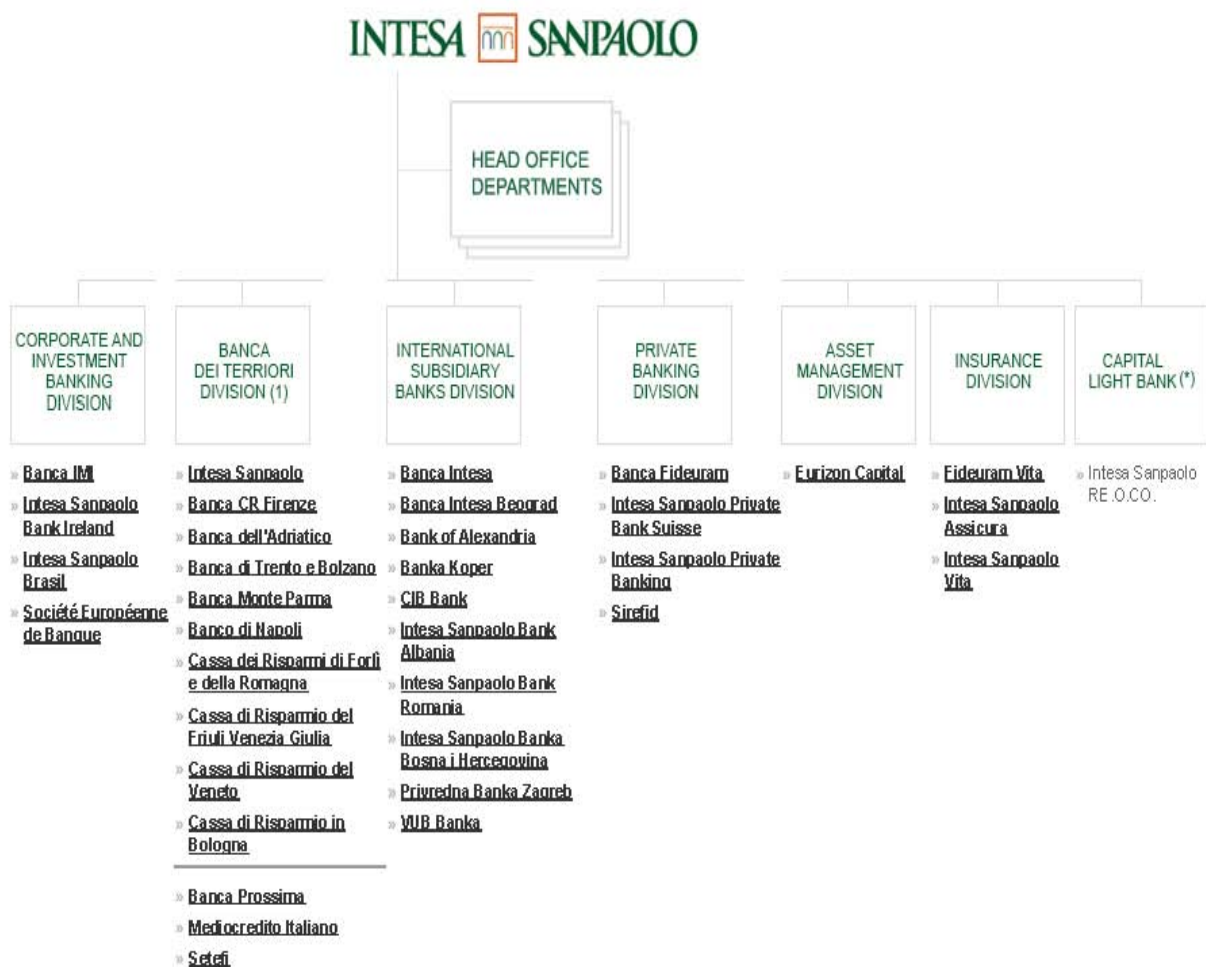 INTESA SANPAOLO
HEAD OFFICE
DEPARTMENTS
CORPORATE AND
INVESTMENT
BANKING
DIVISION
» Banca IMI
» Intesa Sanpaolo
Bank Ireland
» Intesa Sanpaolo
Brasil
» Société Européenne
de Banque
BANCA
DEI TERRIORI
DIVISION (1)
» Intesa Sanpaolo
» Banca CR Firenze
» Banca dell'Adriatico
» Banca di Trento e Bolzano
» Banca Monte Parma
» Banco di Napoli
» Cassa dei Risparmi di Forlì
e della Romagna
» Cassa di Risparmio del
Friuli Venezia Giulia
» Cassa di Risparmio del
Veneto
» Cassa di Risparmio in
Bologna
» Banca Prossima
» Mediocredito Italiano
» Setefi
INTERNATIONAL
SUBSIDIARY
BANKS DIVISION
» Banca Intesa
» Banca Intesa Beograd
» Bank of Alexandria
» Banka Koper
» CIB Bank
» Intesa Sanpaolo Bank
Albania
» Intesa Sanpaolo Bank
Romania
» Intesa Sanpaolo Banka
Bosna i Hercegovina
» Privredna Banka Zagreb
» VUB Banka
PRIVATE
BANKING
DIVISION
» Banca Fideuram
» Intesa Sanpaolo Private
Bank Suisse
» Intesa Sanpaolo Private
Banking
» Sirefid
ASSET
MANAGEMENT
DIVISION
» Eurizon Capital
INSURANCE
DIVISION
» Fideuram Vita
» Intesa Sanpaolo
Assicura
» Intesa Sanpaolo
Vita
CAPITAL
LIGHT BANK (*)
» Intesa Sanpaolo
RE .O.CO.